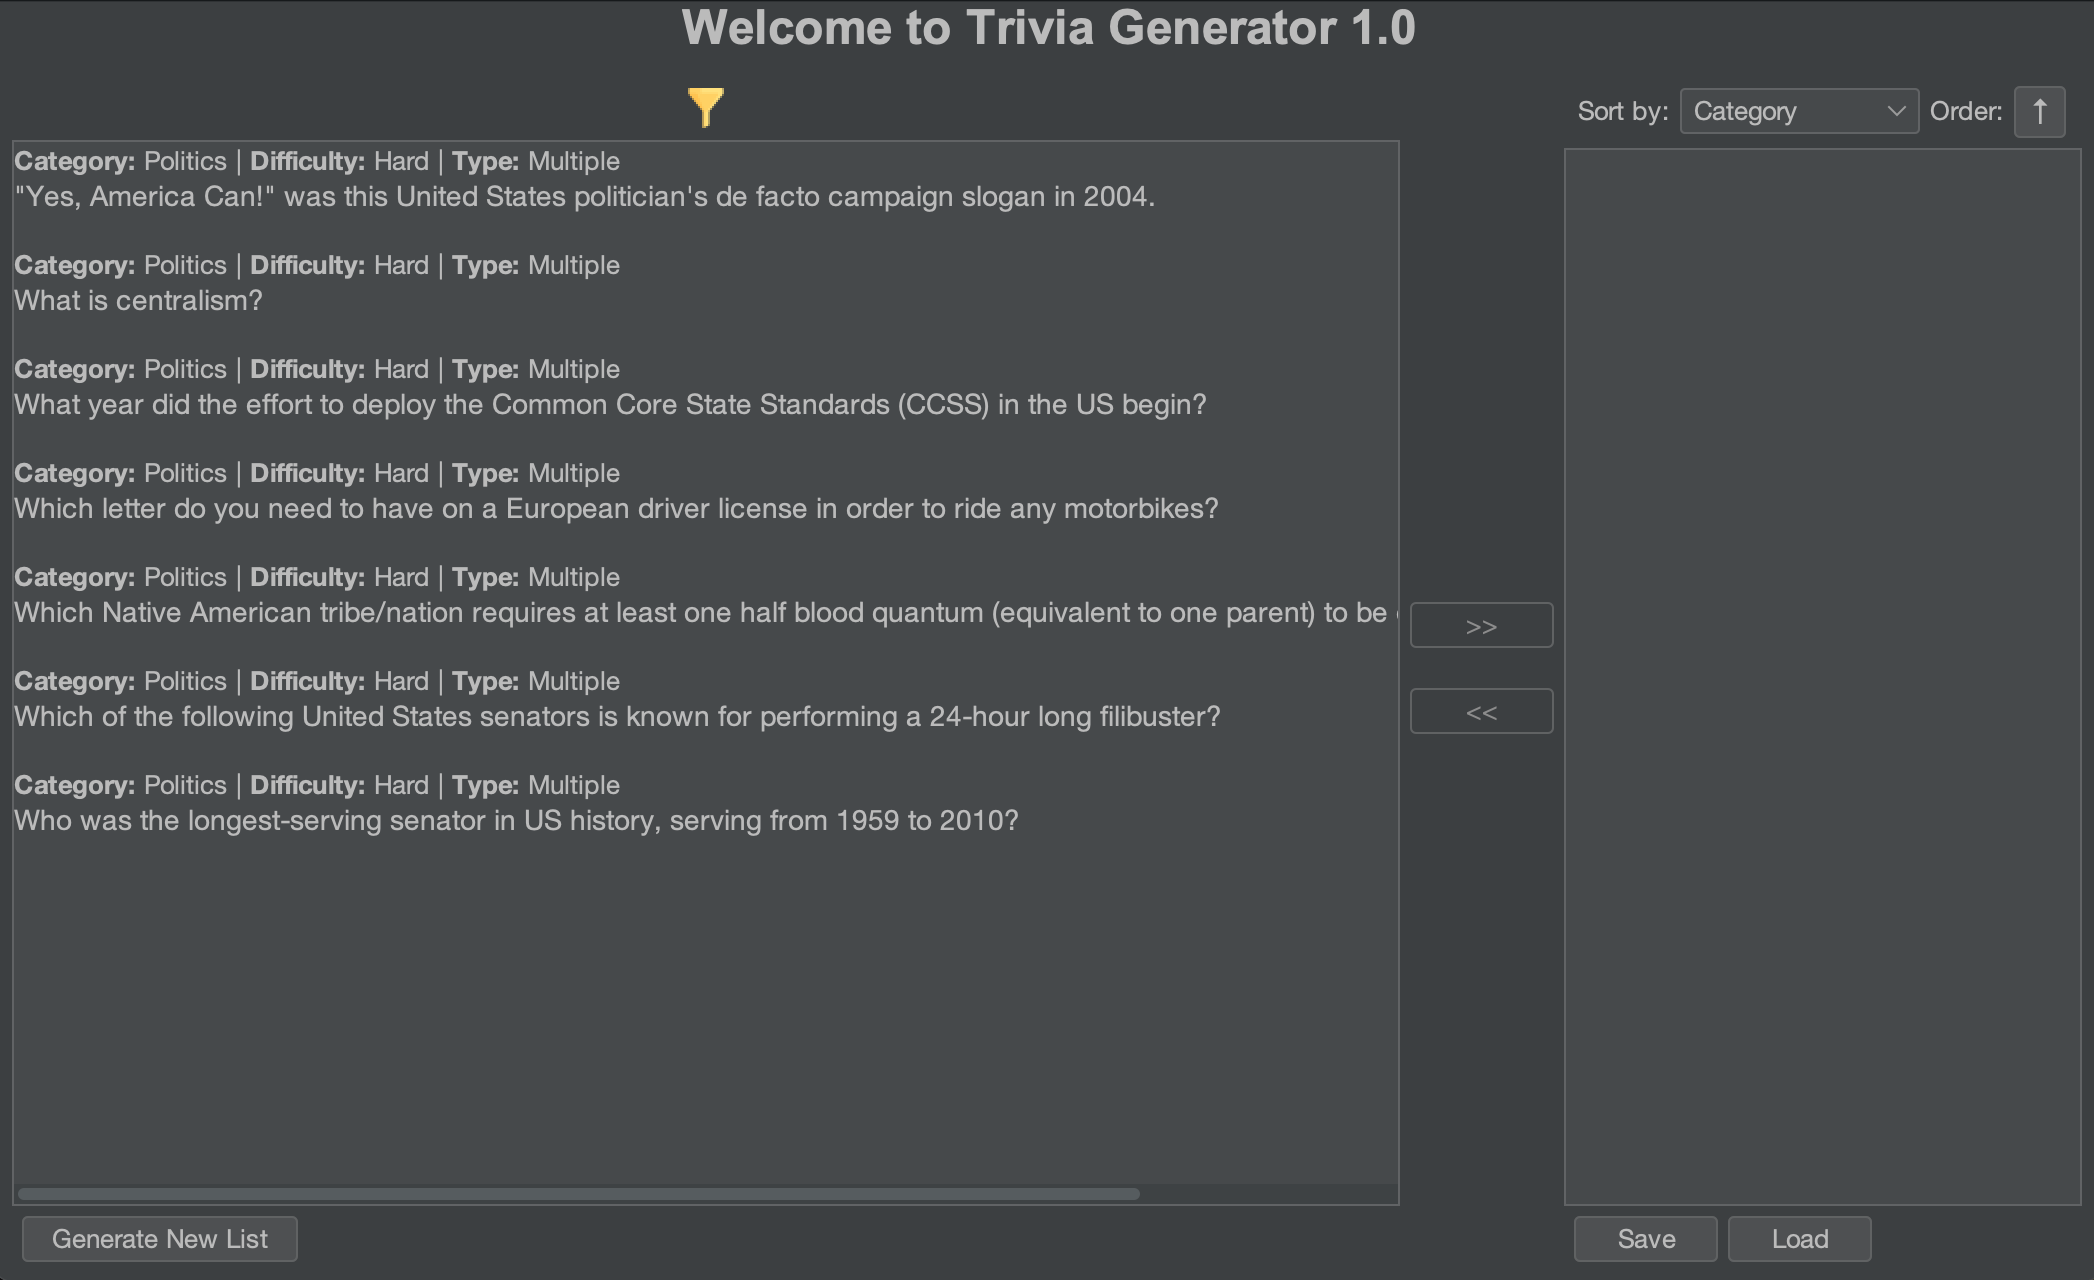 Welcome to Trivia Generator 1.0
Sort by: Category Order: ↑
Category: Politics | Difficulty: Hard | Type: Multiple
"Yes, America Can!" was this United States politician's de facto campaign slogan in 2004.
Category: Politics | Difficulty: Hard | Type: Multiple
What is centralism?
Category: Politics | Difficulty: Hard | Type: Multiple
What year did the effort to deploy the Common Core State Standards (CCSS) in the US begin?
Category: Politics | Difficulty: Hard | Type: Multiple
Which letter do you need to have on a European driver license in order to ride any motorbikes?
Category: Politics | Difficulty: Hard | Type: Multiple
Which Native American tribe/nation requires at least one half blood quantum (equivalent to one parent) to be
Category: Politics | Difficulty: Hard | Type: Multiple
Which of the following United States senators is known for performing a 24-hour long filibuster?
Category: Politics | Difficulty: Hard | Type: Multiple
Who was the longest-serving senator in US history, serving from 1959 to 2010?
>>
<<
Generate New List
Save Load